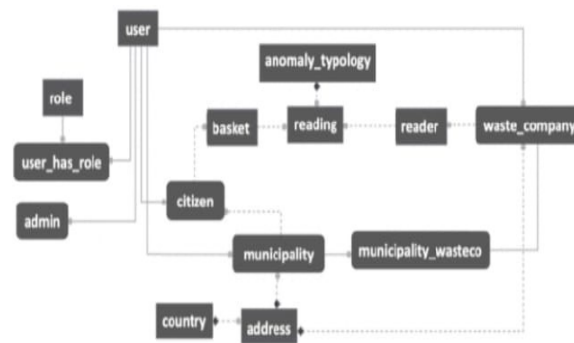 user
anomaly_typology
role
basket
reading
reader
waste_company
user_has_role
citizen
admin
municipality
municipality_wasteco
country
address